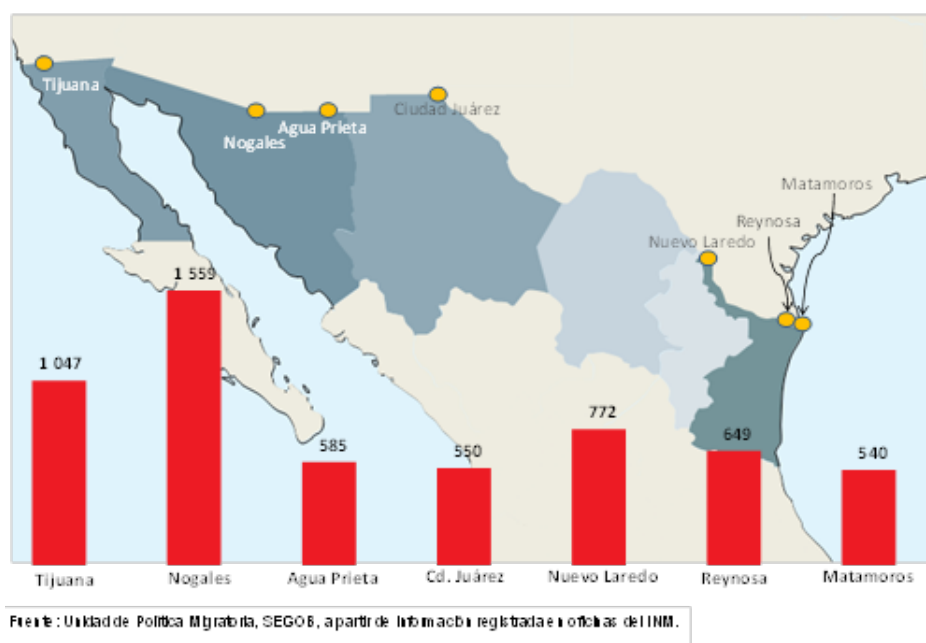 Tijuana
Ciudad Juárez
Agua Prieta
Nogales
Matamoros
Reynosa
Nuevo Laredo
1 559
1 047
772
649
585
550
540
Tijuana Nogales Agua Prieta Cd. Juárez Nuevo Laredo Reynosa Matamoros
Fuente: Unidad de Política Migratoria, SEGOB, a partir de información registrada en oficinas del INM.